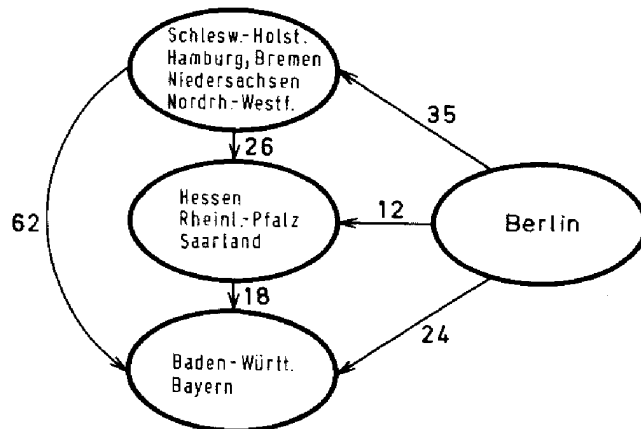 Schlesw.-Holst.
Hamburg, Bremen
Niedersachsen
Nordrh.-Westf.
35
26
62
Hessen
Rheinl.-Pfalz
Saarland
12
Berlin
18
24
Baden-Württ.
Bayern